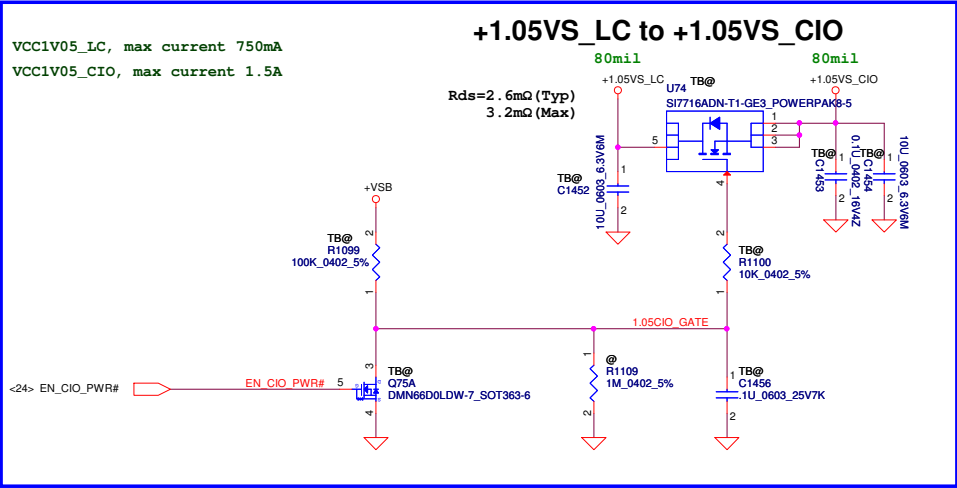 +1.05VS_LC to +1.05VS_CIO
VCC1V05_LC, max current 750mA
VCC1V05_CIO, max current 1.5A
80mil
80mil
+1.05VS_LC
+1.05VS_CIO
U74
TB@
SI7716ADN-T1-GE3_POWERPAK8-5
Rds=2.6mΩ(Typ)
3.2mΩ(Max)
5
1
2
3
4
TB@
C1452
1
2
10U_0603_6.3V6M
TB@
C1453
1
2
0.1U_0402_16V4Z
TB@
C1454
1
2
10U_0603_6.3V6M
+VSB
2
TB@
R1099
100K_0402_5%
1
2
TB@
R1100
10K_0402_5%
1
1.05CIO_GATE
<24> EN_CIO_PWR#
EN_CIO_PWR#
5
3
TB@
Q75A
DMN66D0LDW-7_SOT363-6
4
1
@
R1109
1M_0402_5%
2
1
TB@
C1456
.1U_0603_25V7K
2